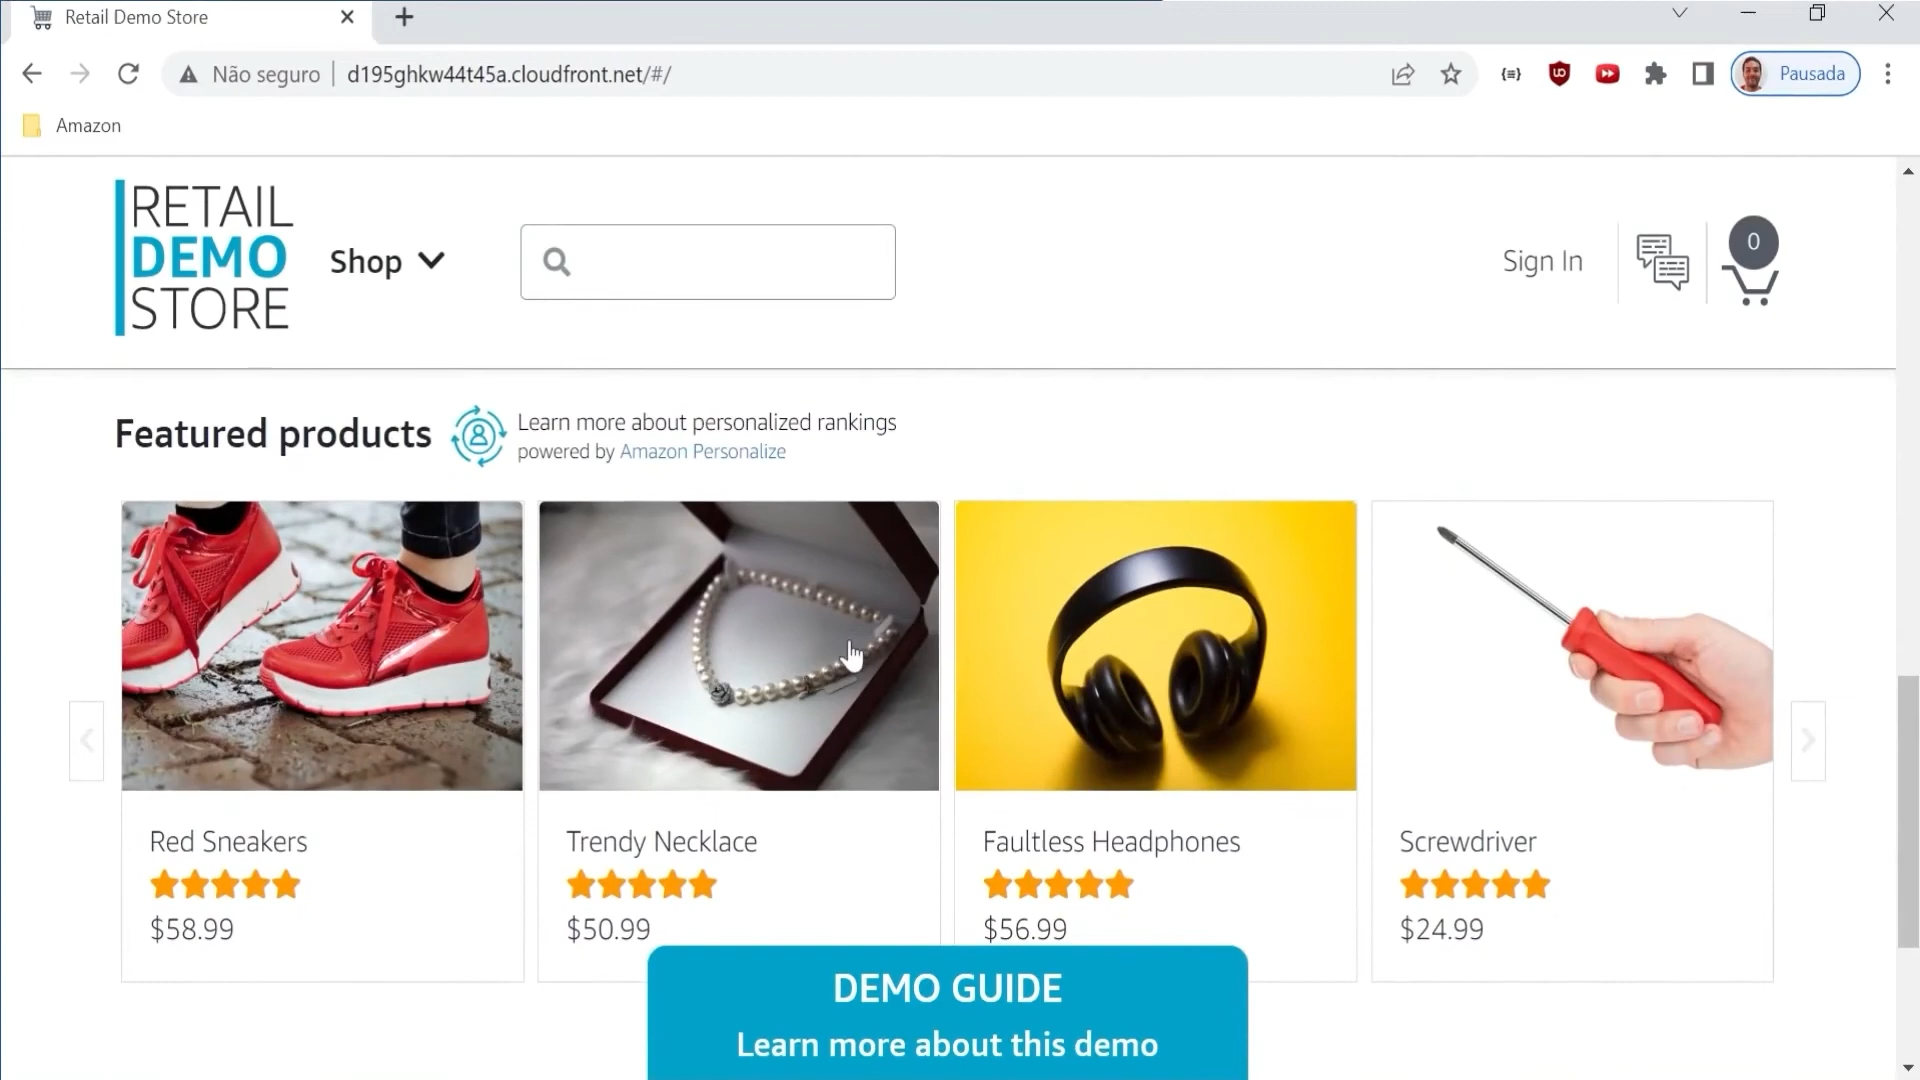 Retail Demo Store
Não seguro d195ghkw44t45a.cloudfront.net/#/
Pausada
Amazon
RETAIL
DEMO
STORE
Shop
Sign In
0
Featured products
Learn more about personalized rankings
powered by Amazon Personalize
Red Sneakers
$58.99
Trendy Necklace
$50.99
Faultless Headphones
$56.99
Screwdriver
$24.99
DEMO GUIDE
Learn more about this demo